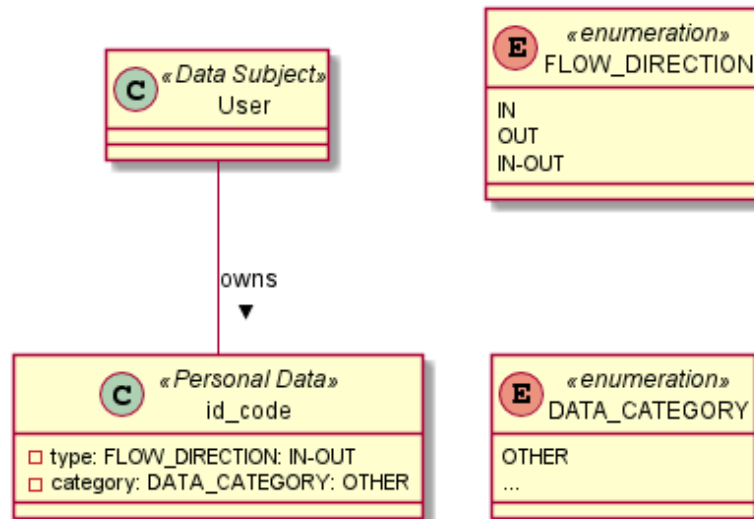 C «Data Subject»
User
E «enumeration»
FLOW_DIRECTION
IN
OUT
IN-OUT
owns
C «Personal Data»
id_code
type: FLOW_DIRECTION: IN-OUT
category: DATA_CATEGORY: OTHER
E «enumeration»
DATA_CATEGORY
OTHER
...